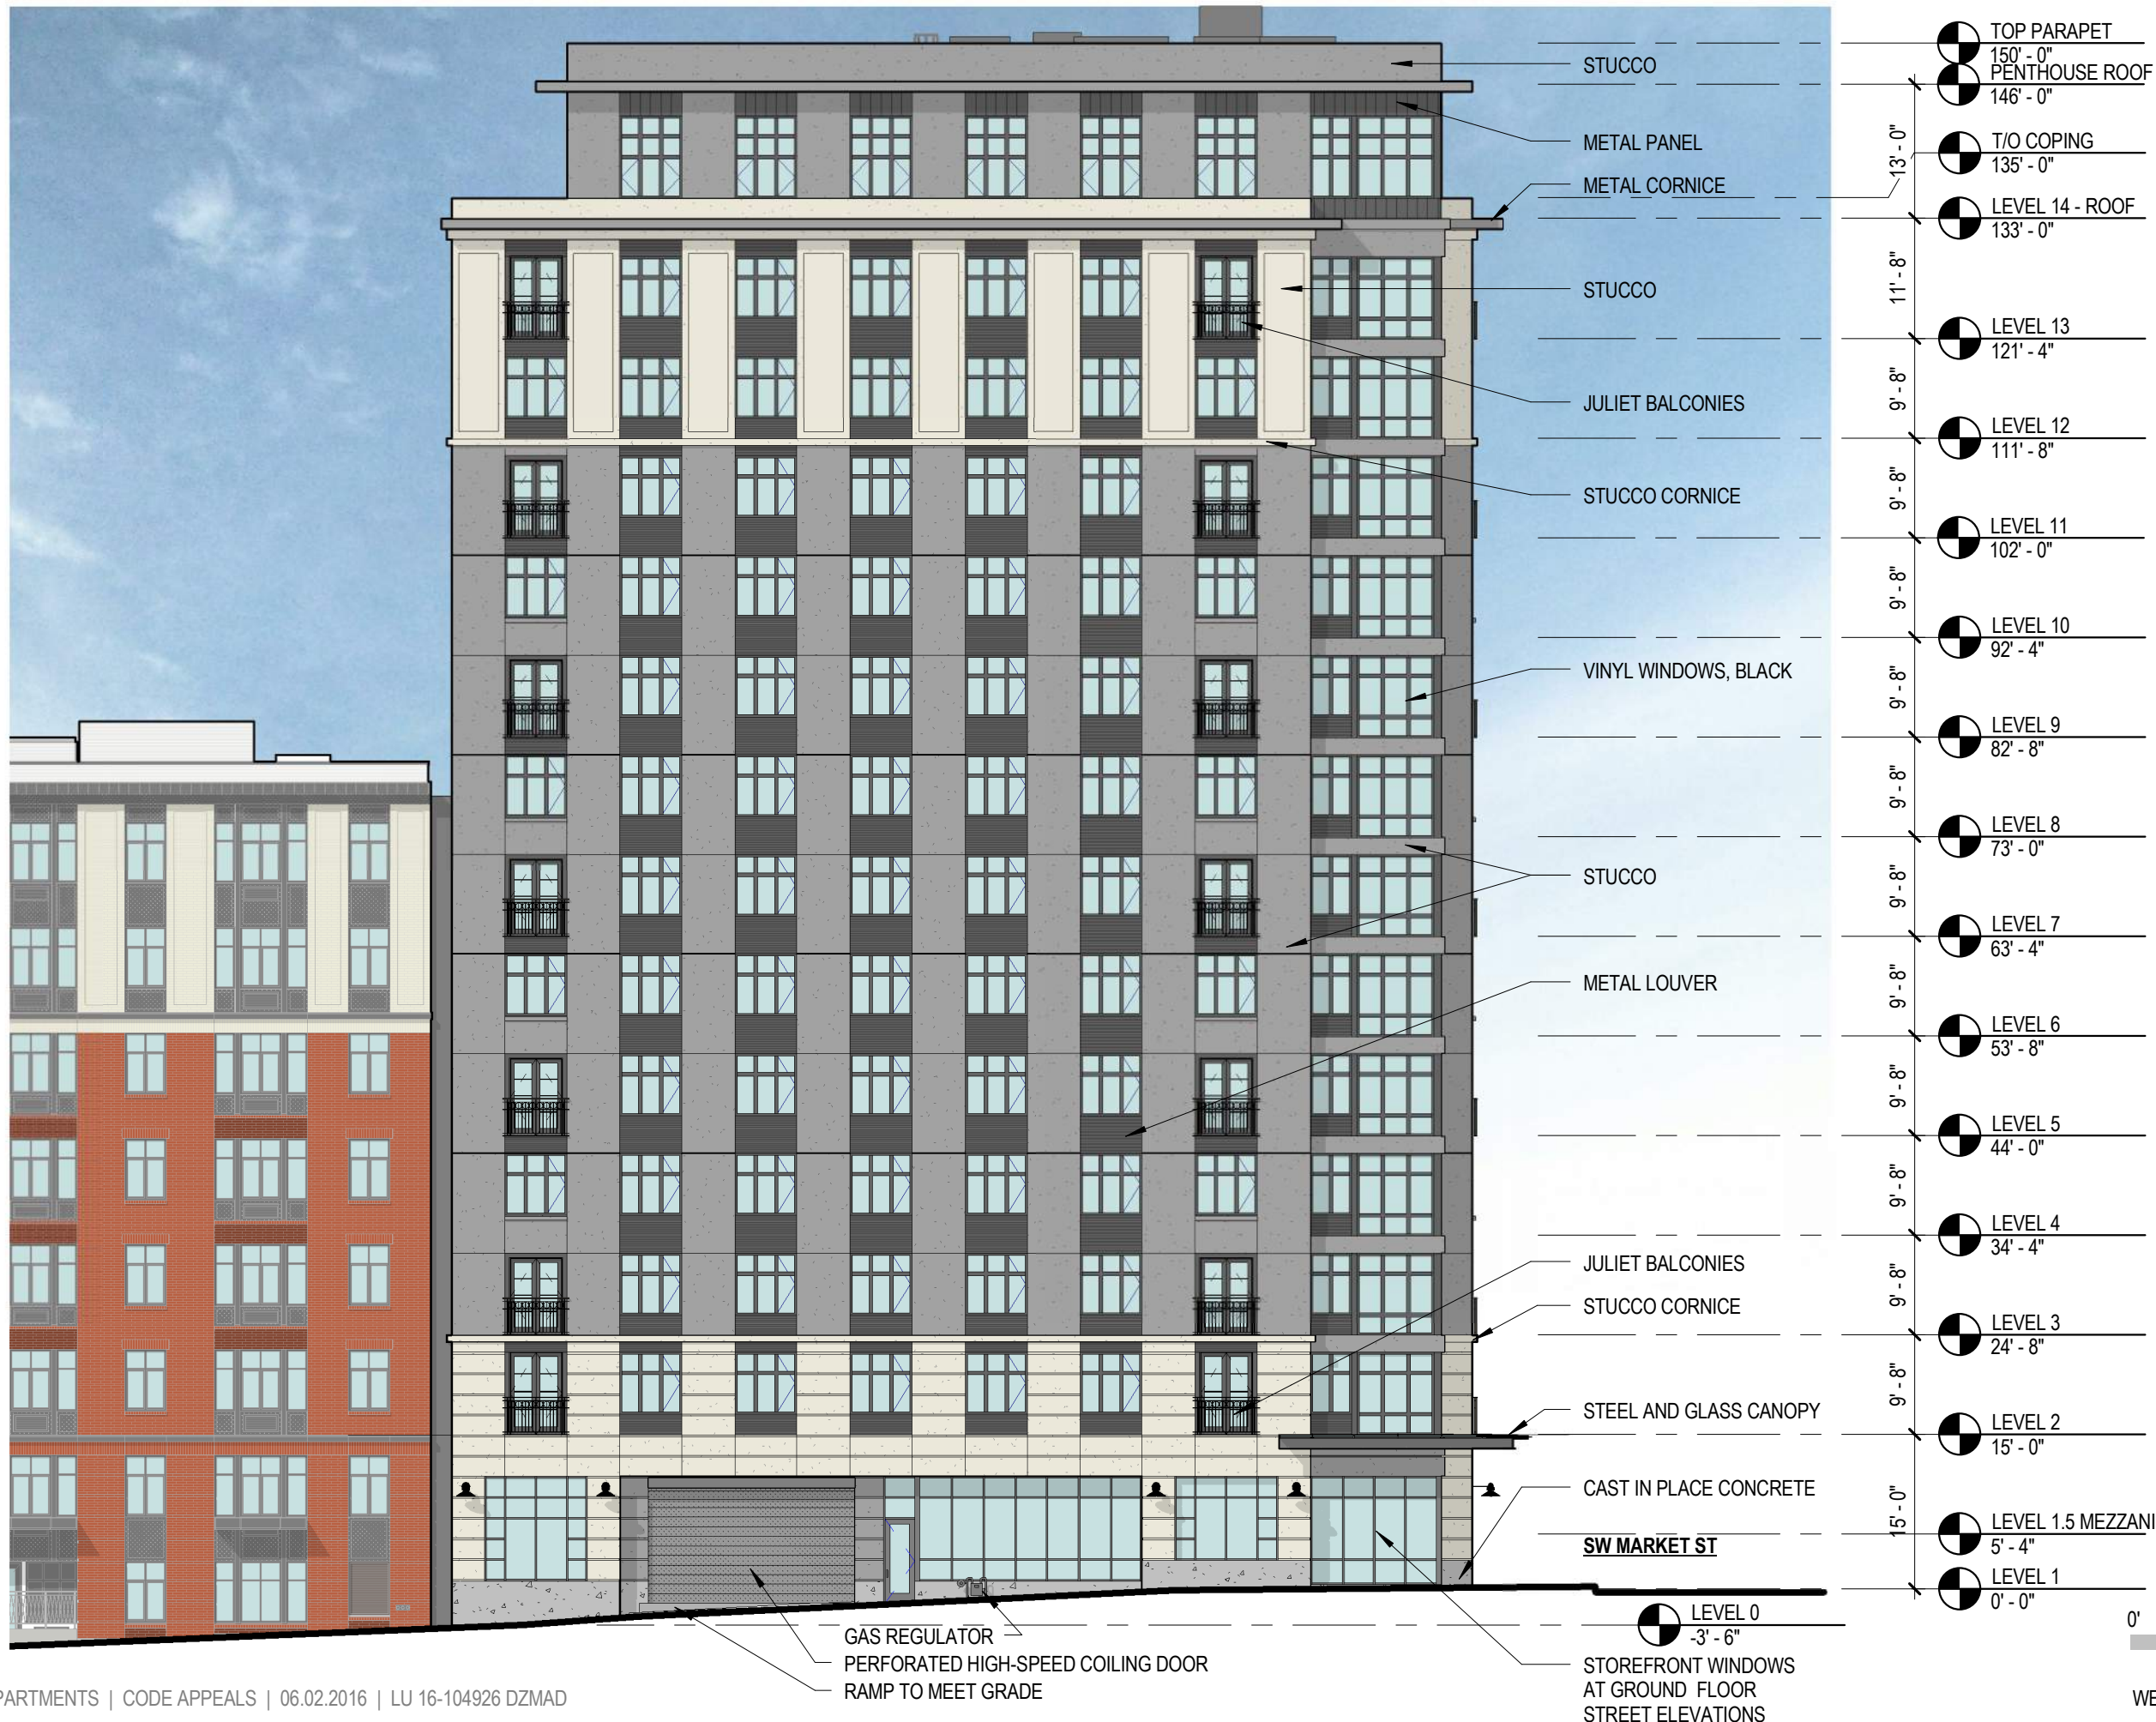 STUCCO
METAL PANEL
METAL CORNICE
STUCCO
JULIET BALCONIES
STUCCO CORNICE
VINYL WINDOWS, BLACK
STUCCO
METAL LOUVER
JULIET BALCONIES
STUCCO CORNICE
STEEL AND GLASS CANOPY
CAST IN PLACE CONCRETE
SW MARKET ST
TOP PARAPET
150' - 0"
PENTHOUSE ROOF
146' - 0"
T/O COPING
135' - 0"
LEVEL 14 - ROOF
133' - 0"
LEVEL 13
121' - 4"
LEVEL 12
111' - 8"
LEVEL 11
102' - 0"
LEVEL 10
92' - 4"
LEVEL 9
82' - 8"
LEVEL 8
73' - 0"
LEVEL 7
63' - 4"
LEVEL 6
53' - 8"
LEVEL 5
44' - 0"
LEVEL 4
34' - 4"
LEVEL 3
24' - 8"
LEVEL 2
15' - 0"
LEVEL 1.5 MEZZANI
5' - 4"
LEVEL 1
0' - 0"
13' - 0"
11' - 8"
9' - 8"
9' - 8"
9' - 8"
9' - 8"
9' - 8"
9' - 8"
9' - 8"
9' - 8"
9' - 8"
9' - 8"
9' - 8"
15' - 0"
LEVEL 0
-3' - 6"
0'
GAS REGULATOR
PERFORATED HIGH-SPEED COILING DOOR
RAMP TO MEET GRADE
STOREFRONT WINDOWS
AT GROUND FLOOR
STREET ELEVATIONS
PARTMENTS | CODE APPEALS | 06.02.2016 | LU 16-104926 DZMAD
WE